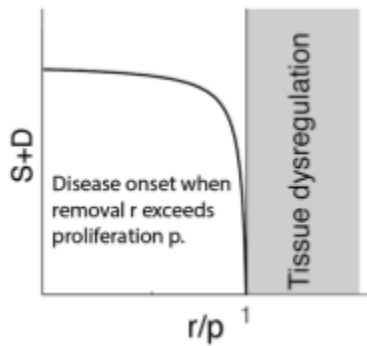 S+D
Disease onset when
removal r exceeds
proliferation p.
Tissue dysregulation
1
r/p